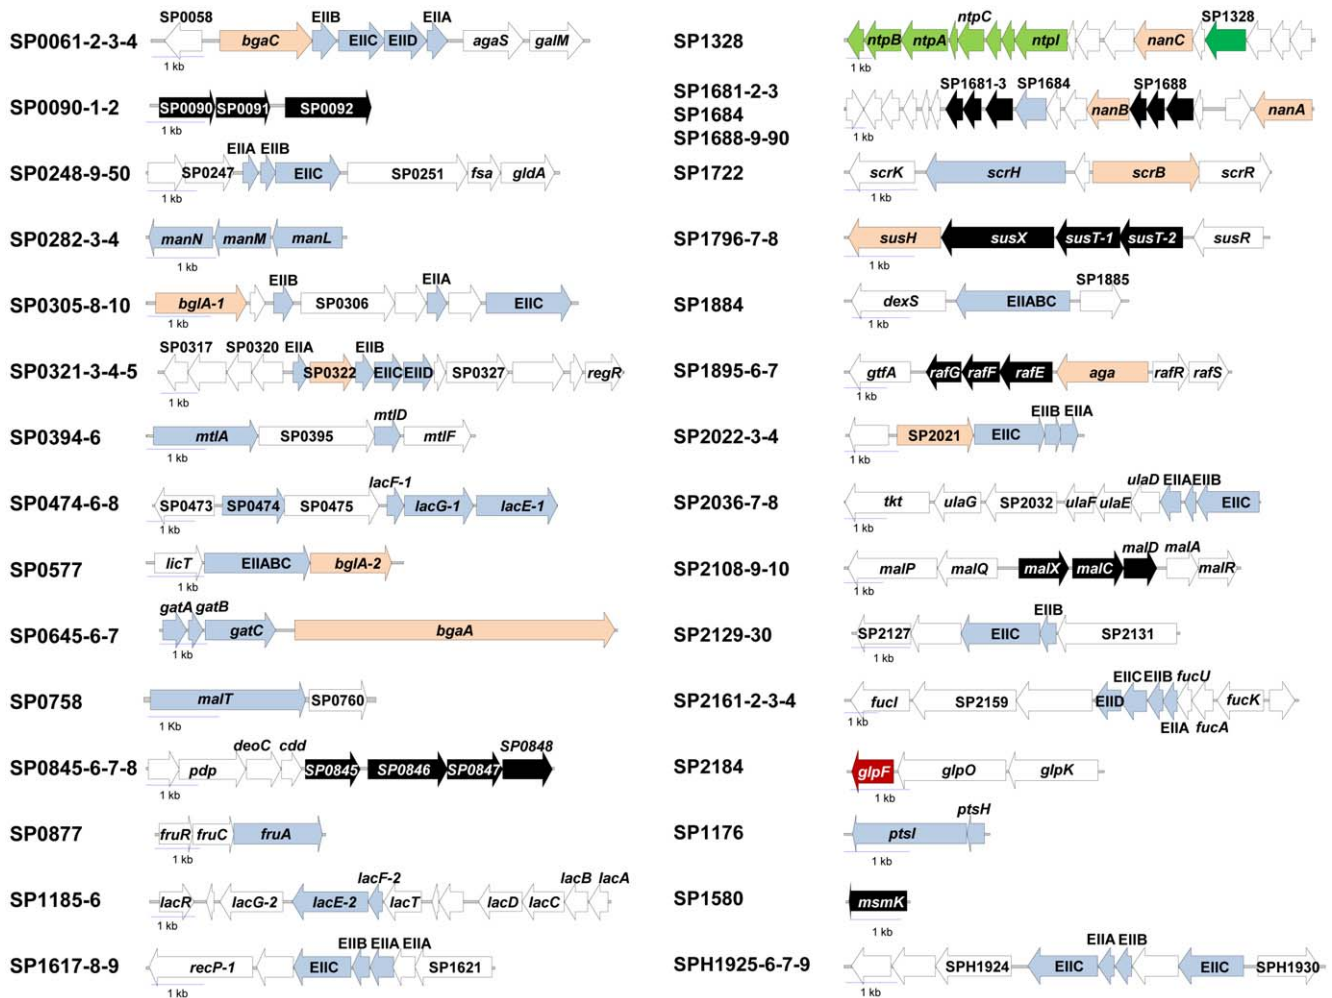 SP0058 EIIB EIIA
SP0061-2-3-4 bgaC EIIC EIID agaS galM
1 kb
SP0090-1-2 SP0090 SP0091 SP0092
1 kb
EIIA EIIB
SP0248-9-50 SP0247 EIIC SP0251 fsa gldA
1 kb
SP0282-3-4 manN manM manL
1 kb
EIIB EIIA
SP0305-8-10 bglA-1 SP0306 EIIC
1 kb
SP0317 SP0320 EIIA EIIB
SP0321-3-4-5 SP0322 EIIC EIID SP0327 regR
1 kb
mtlD
SP0394-6 mtlA SP0395 mtlF
1 kb
lacF-1
SP0474-6-8 SP0473 SP0474 SP0475 lacG-1 lacE-1
1 kb
SP0577 licT EIIABC bglA-2
1 kb
gatA gatB
SP0645-6-7 gatC bgaA
1 kb
SP0758 malT SP0760
1 Kb
deoC cdd SP0848
SP0845-6-7-8 pdp SP0845 SP0846 SP0847
1 kb
SP0877 fruR fruC fruA
1 kb
lacF-2 lacB lacA
SP1185-6 lacR lacG-2 lacE-2 lacT lacD lacC
1 kb
EIIB EIIA EIIA
SP1617-8-9 recP-1 EIIC SP1621
1 kb
ntpC SP1328
SP1328 ntpB ntpA ntpI nanC
1 kb
SP1681-3 SP1684 SP1688
SP1681-2-3
SP1684 nanB nanA
SP1688-9-90
1 kb
SP1722 scrK scrH scrB scrR
1 kb
SP1796-7-8 susH susX susT-1 susT-2 susR
1 kb
SP1885
SP1884 dexS EIIABC
1 kb
SP1895-6-7 gtfA rafG rafF rafE aga rafR rafS
1 kb
EIIB EIIA
SP2022-3-4 SP2021 EIIC
1 kb
ulaD EIIA EIIB
SP2036-7-8 tkt ulaG SP2032 ulaF ulaE EIIC
1 kb
malD malA
SP2108-9-10 malP malQ malX malC malR
1 kb
EIIB
SP2129-30 SP2127 EIIC SP2131
1 kb
EIIC EIIB fucU
SP2161-2-3-4 fucI SP2159 EIID fucK
1 kb EIIA fucA
SP2184 glpF glpO glpK
1 kb
ptsH
SP1176 ptsI
1 kb
SP1580 msmK
1 kb
EIIA EIIB
SPH1925-6-7-9 SPH1924 EIIC EIIC SPH1930
1 kb